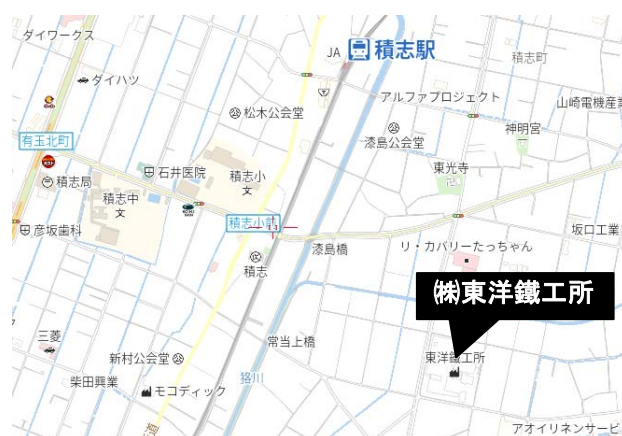 ダイワークス
JA
積志駅
積志町
ダイハツ
アルファプロジェクト
山崎電機産業
松木公会堂
神明宮
有玉北町
漆島公会堂
石井医院
積志小
文
東光寺
積志局
積志中
文
積志小前
坂口工業
彦坂歯科
漆島橋
リ・カバリーたっちゃん
積志
㈱東洋鐵工所
三菱
常当上橋
新村公会堂
東洋鐵工所
柴田興業
モコディック
アオイリネンサービ